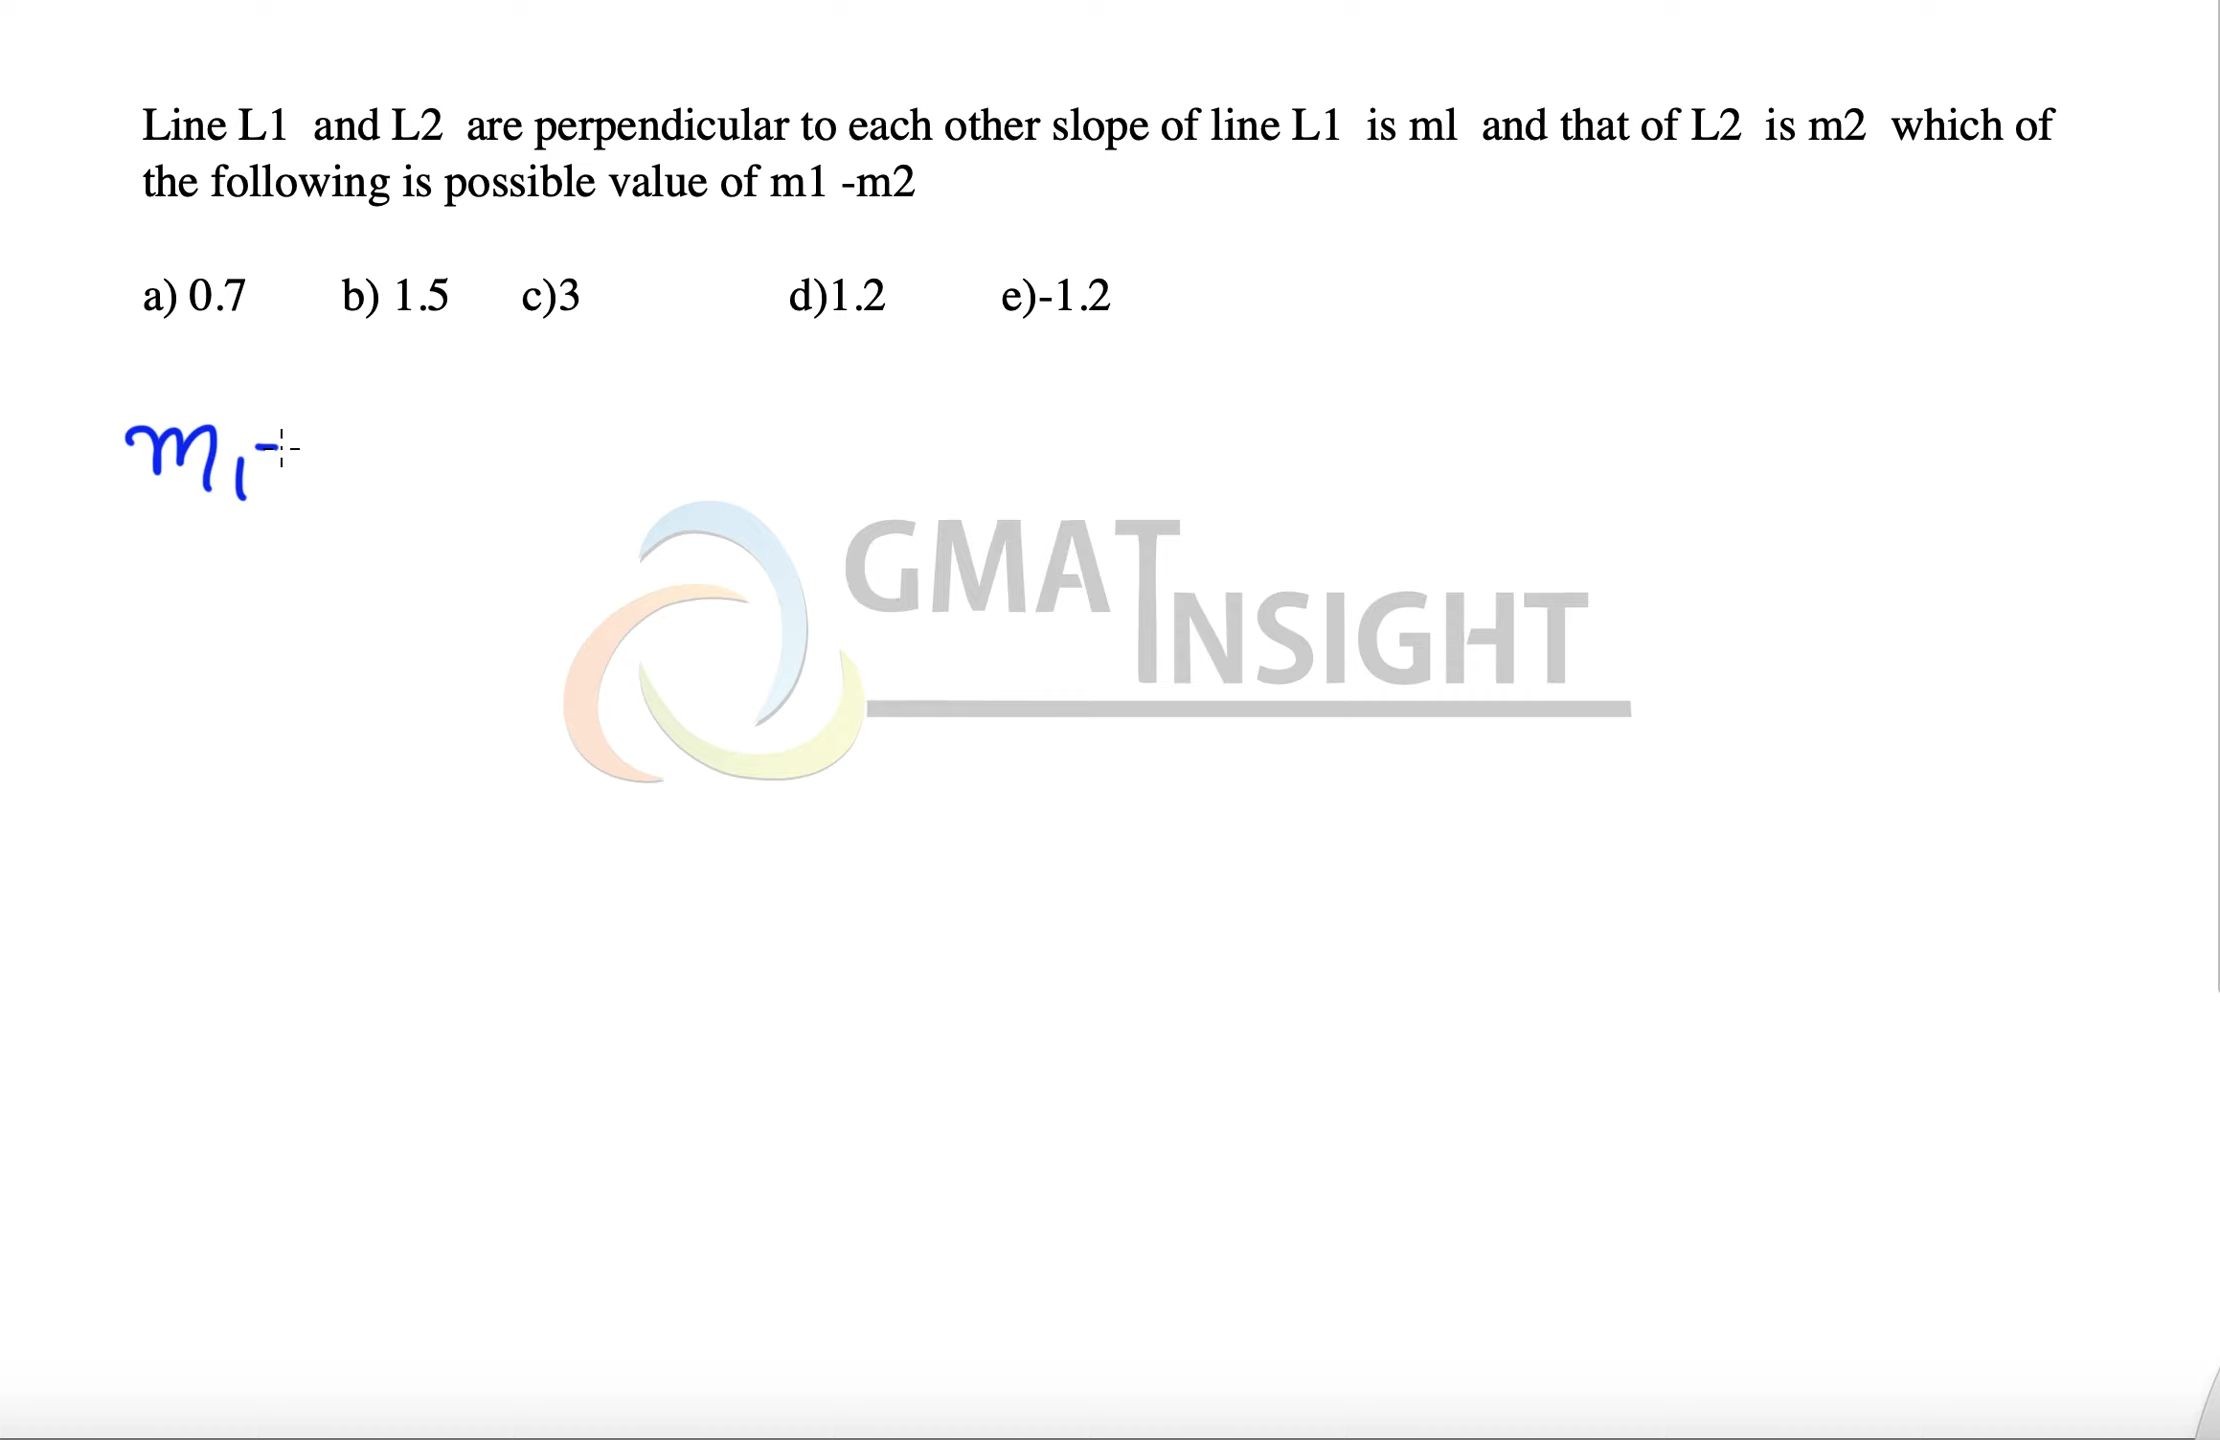 Line L1 and L2 are perpendicular to each other slope of line L1 is ml and that of L2 is m2 which of
the following is possible value of m1 -m2
a) 0.7 b) 1.5 c)3 d)1.2 e)-1.2
m1 -
GMATINSIGHT